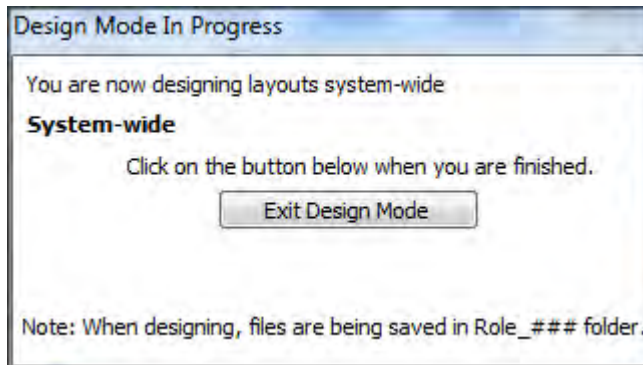 Design Mode In Progress
You are now designing layouts system-wide
System-wide
Click on the button below when you are finished.
Exit Design Mode
Note: When designing, files are being saved in Role_### folder.